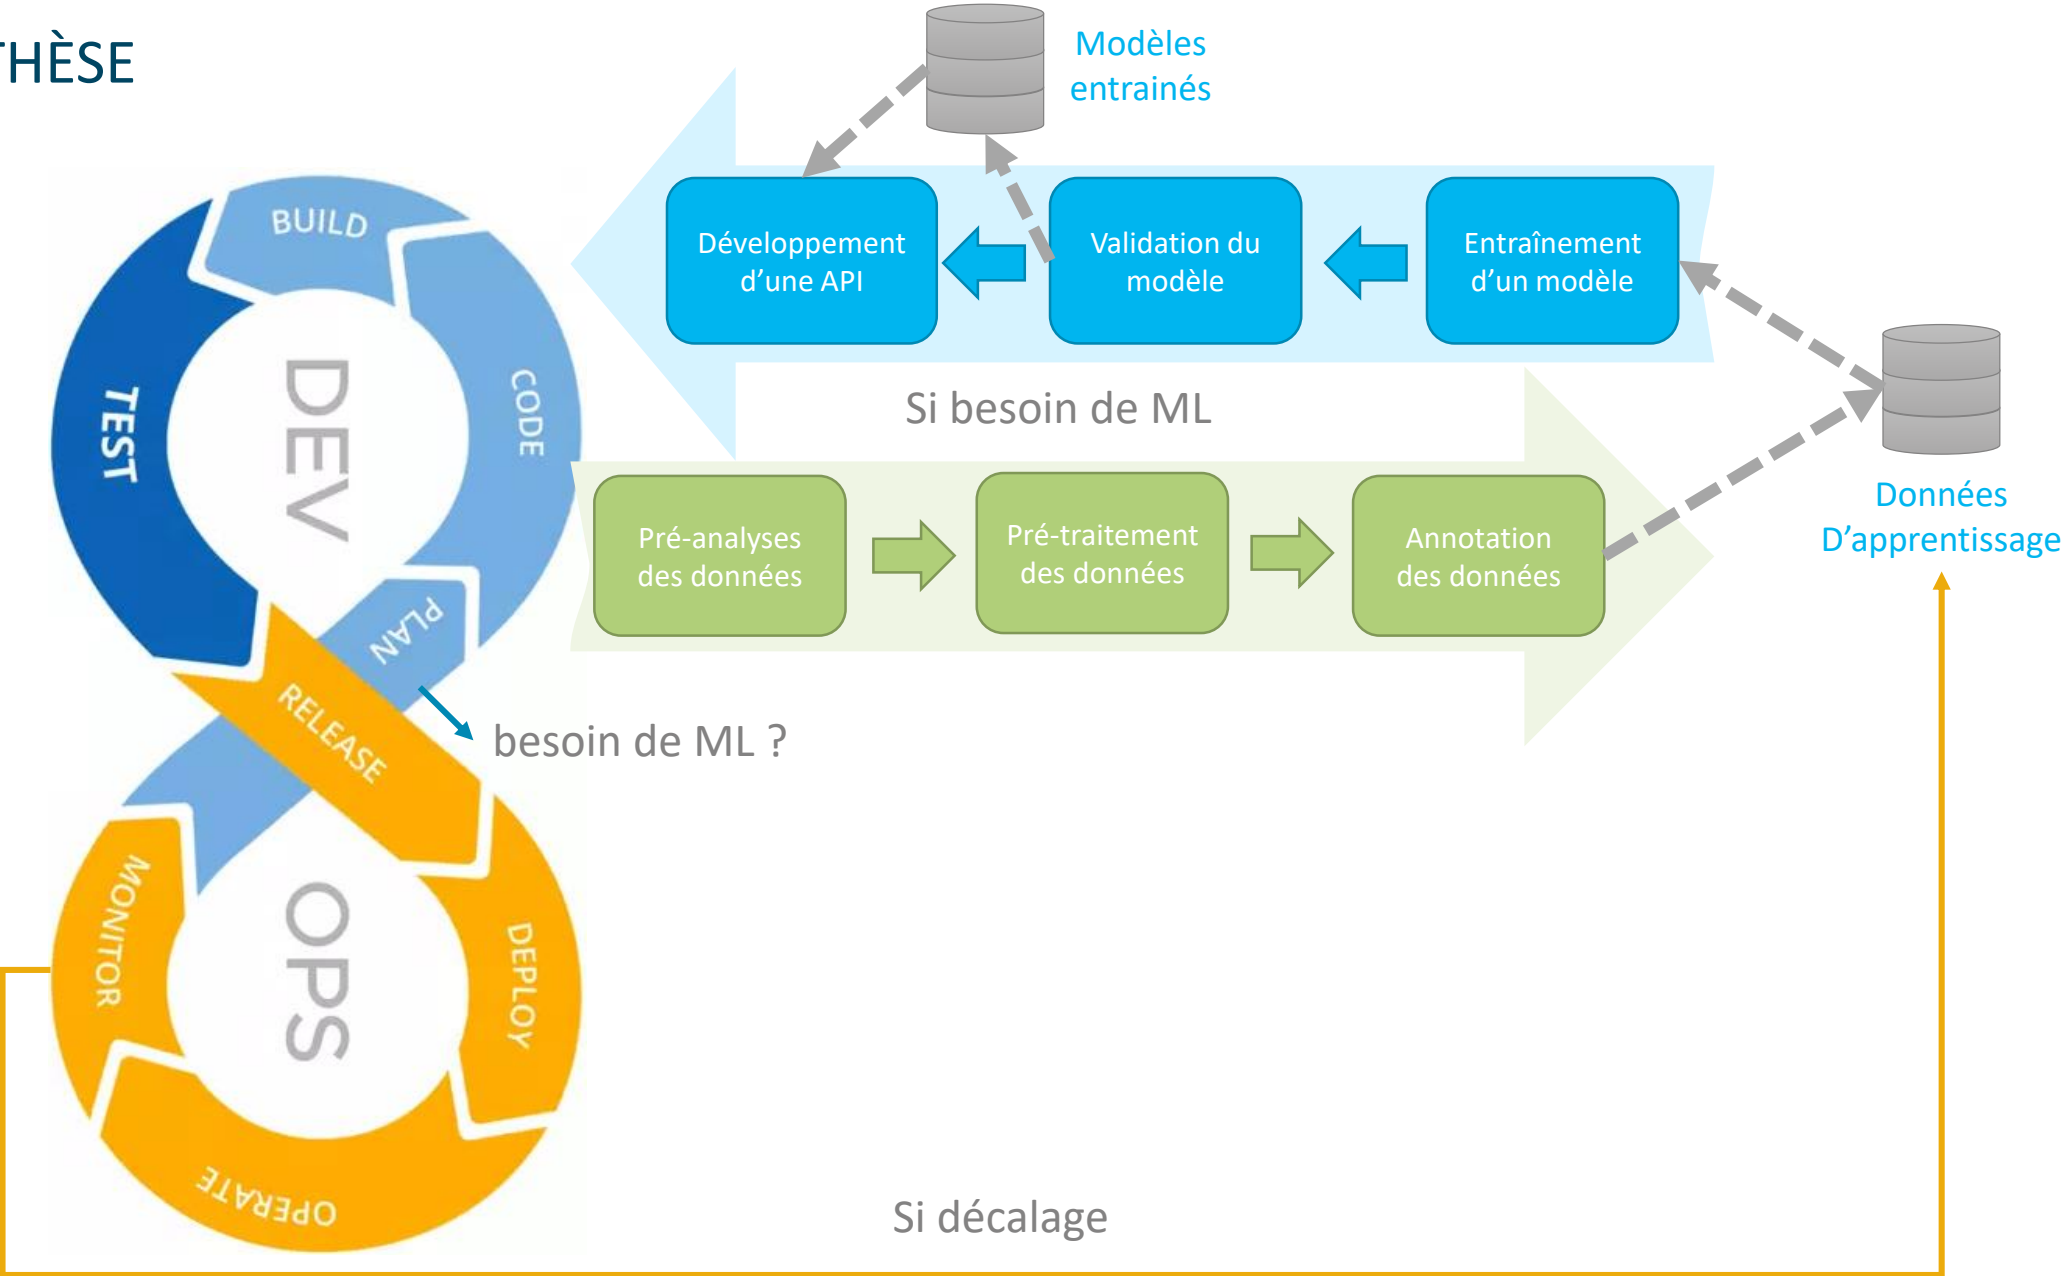 THÈSE
Modèles
entrainés
Développement
d’une API
Validation du
modèle
Entraînement
d’un modèle
Si besoin de ML
Données
D’apprentissage
Pré-analyses
des données
Pré-traitement
des données
Annotation
des données
BUILD
CODE
TEST
DEV
PLAN
RELEASE
besoin de ML ?
MONITOR
OPS
DEPLOY
OPERATE
Si décalage